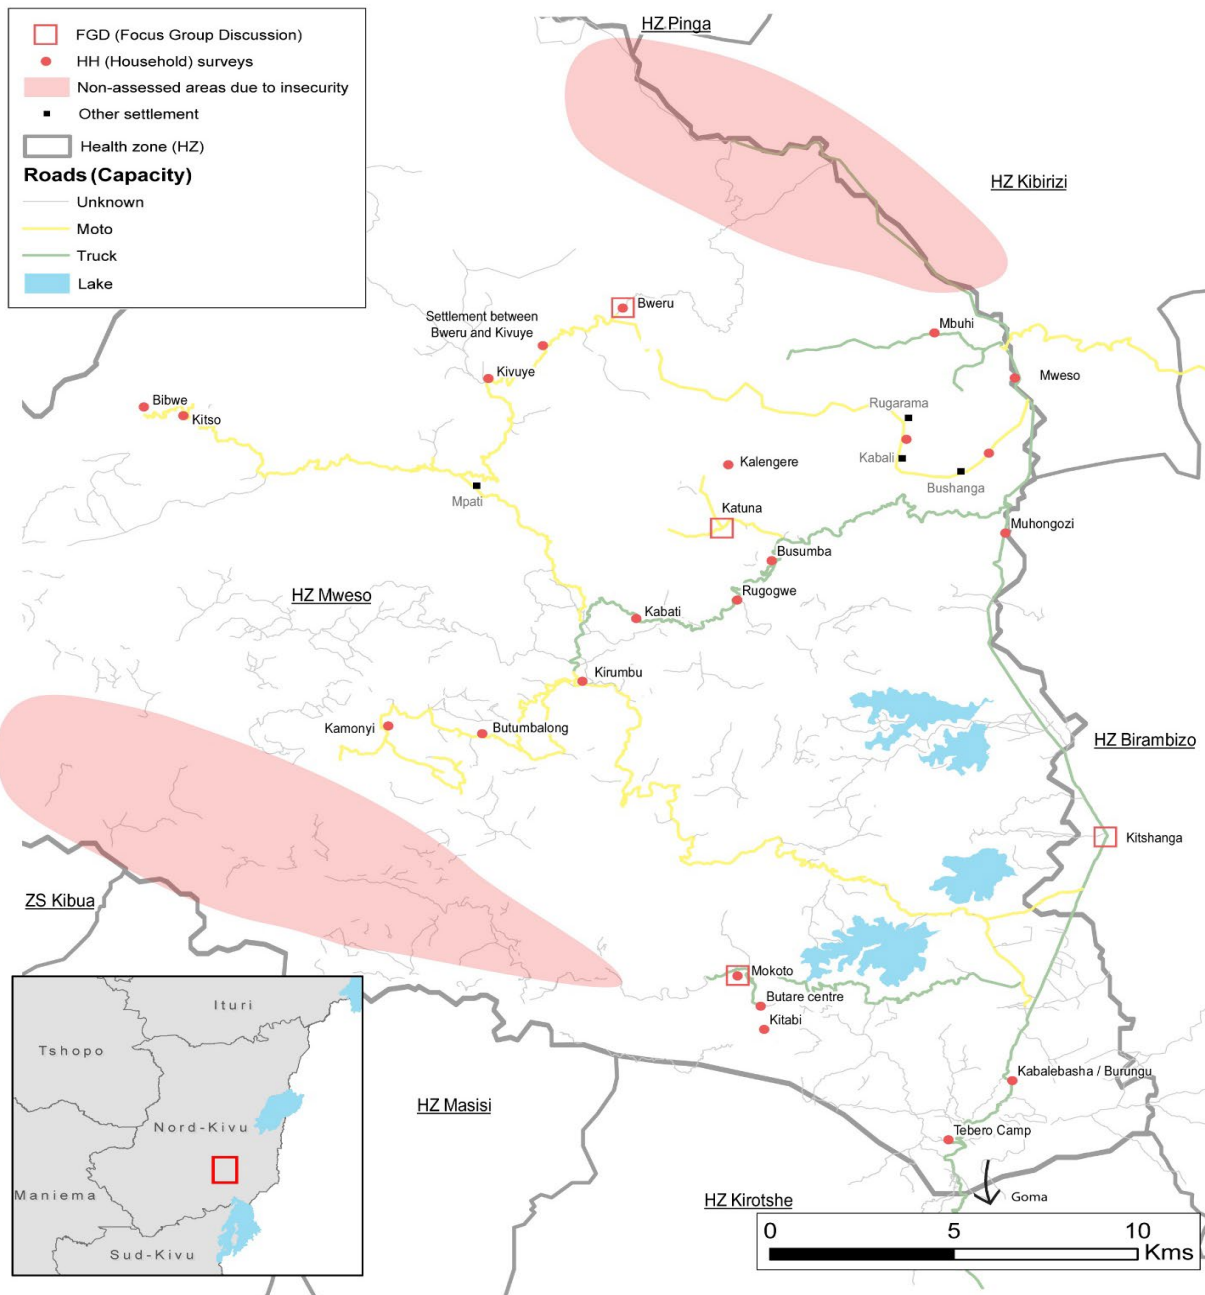 FGD (Focus Group Discussion)
HH (Household) surveys
Non-assessed areas due to insecurity
Other settlement
Health zone (HZ)
Roads (Capacity)
Unknown
Moto
Truck
Lake
HZ Pinga
HZ Kibirizi
Bweru
Settlement between
Bweru and Kivuye
Mbuhi
Kivuye
Mweso
Bibwe
Kitso
Rugarama
Kabali
Kalengere
Bushanga
Mpati
Katuna
Muhongozi
Busumba
HZ Mweso
Rugogwe
Kabati
Kirumbu
Kamonyi
Butumbalong
HZ Birambizo
Kitshanga
ZS Kibua
Mokoto
Butare centre
Kitabi
Kabalebasha / Burungu
HZ Masisi
Tebero Camp
HZ Kirotshe
Goma
Ituri
Tshopo
Nord-Kivu
Maniema
Sud-Kivu
0 5 10
Kms